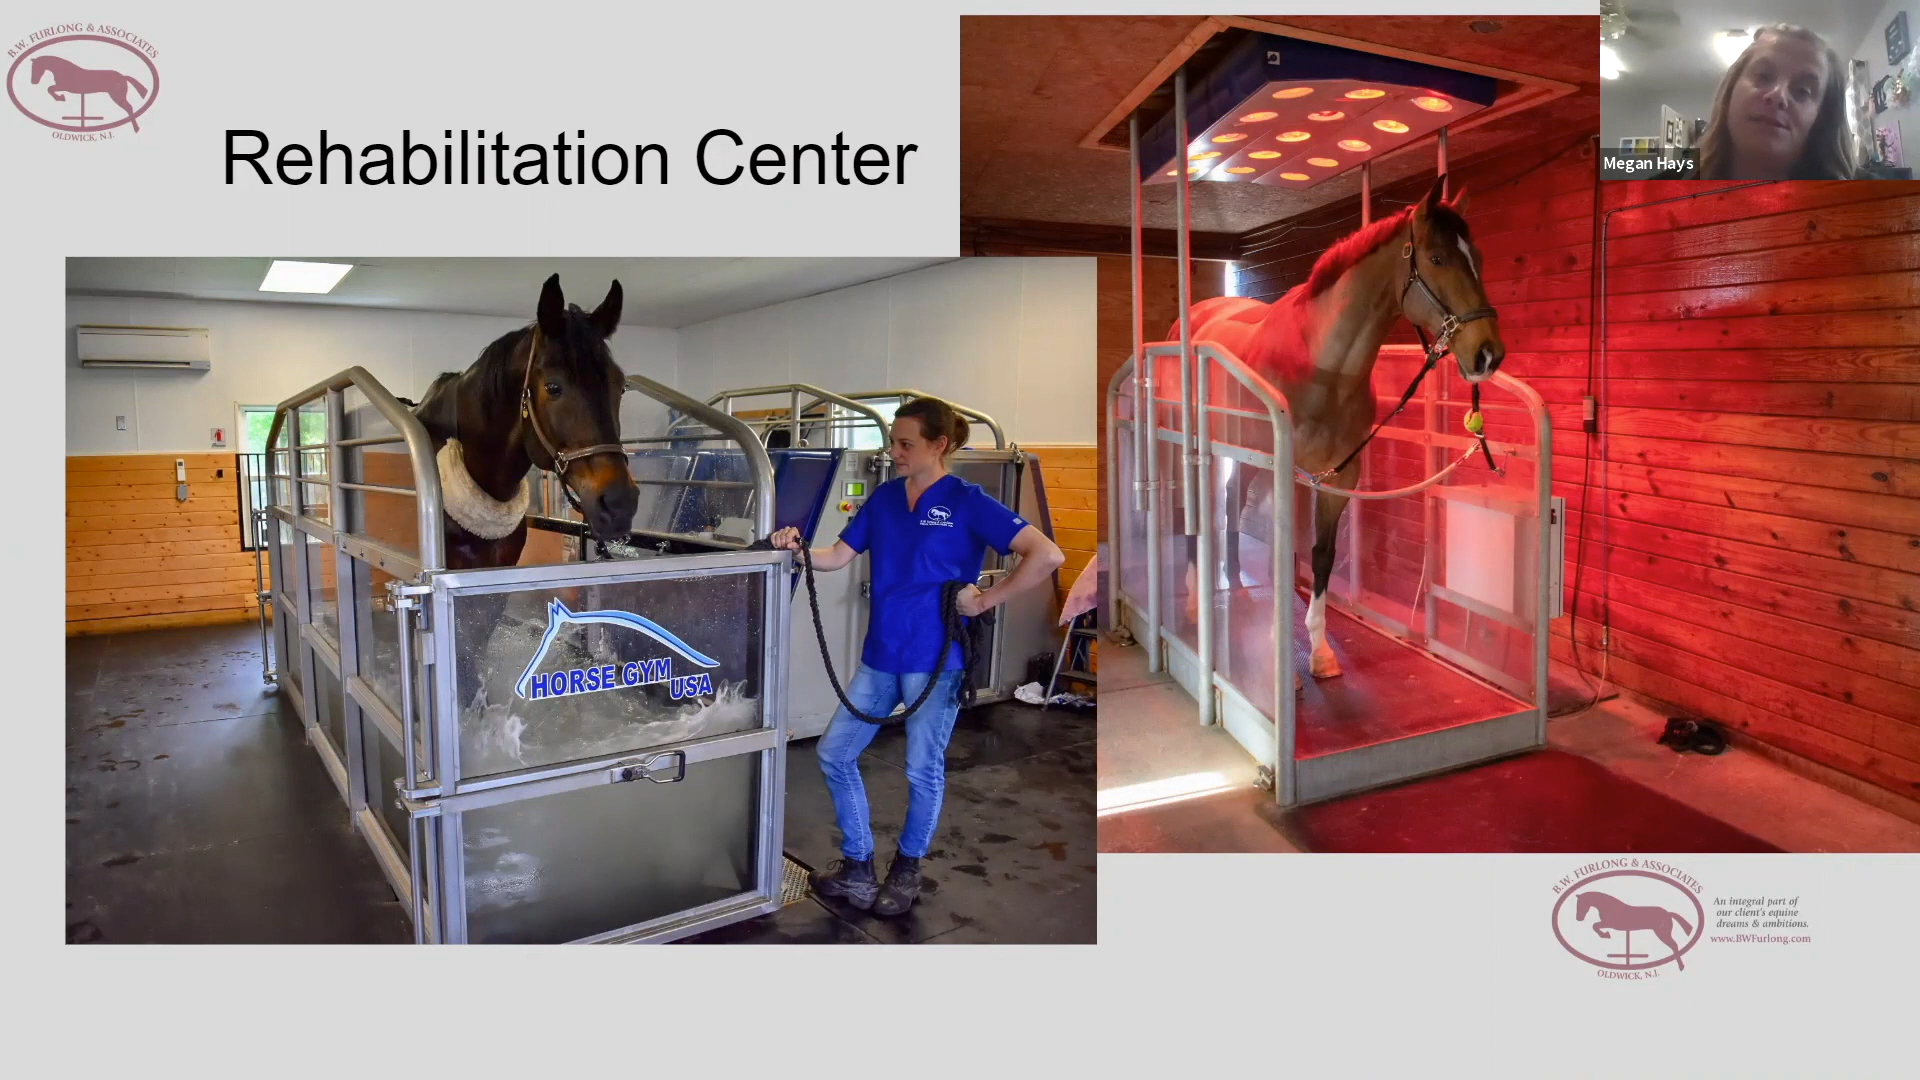 B.W. FURLONG & ASSOCIATES
OLDWICK, N.J.
Rehabilitation Center
Megan Hays
HORSE GYM
USA
B.W. FURLONG & ASSOCIATES
OLDWICK, N.J.
An integral part of
our client's equine
dreams & ambitions.
www.BWFurlong.com